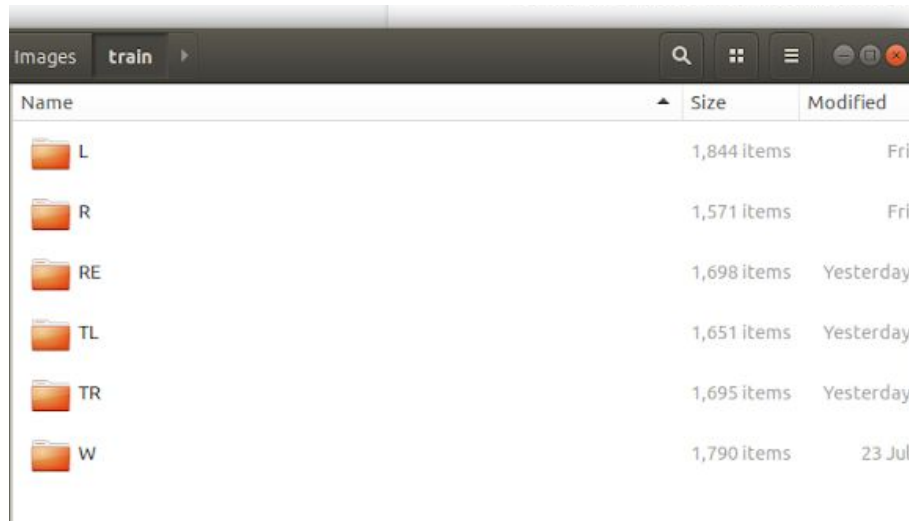 Images train
Name Size Modified
L 1,844 items Fri
R 1,571 items Fri
RE 1,698 items Yesterday
TL 1,651 items Yesterday
TR 1,695 items Yesterday
W 1,790 items 23 Jul